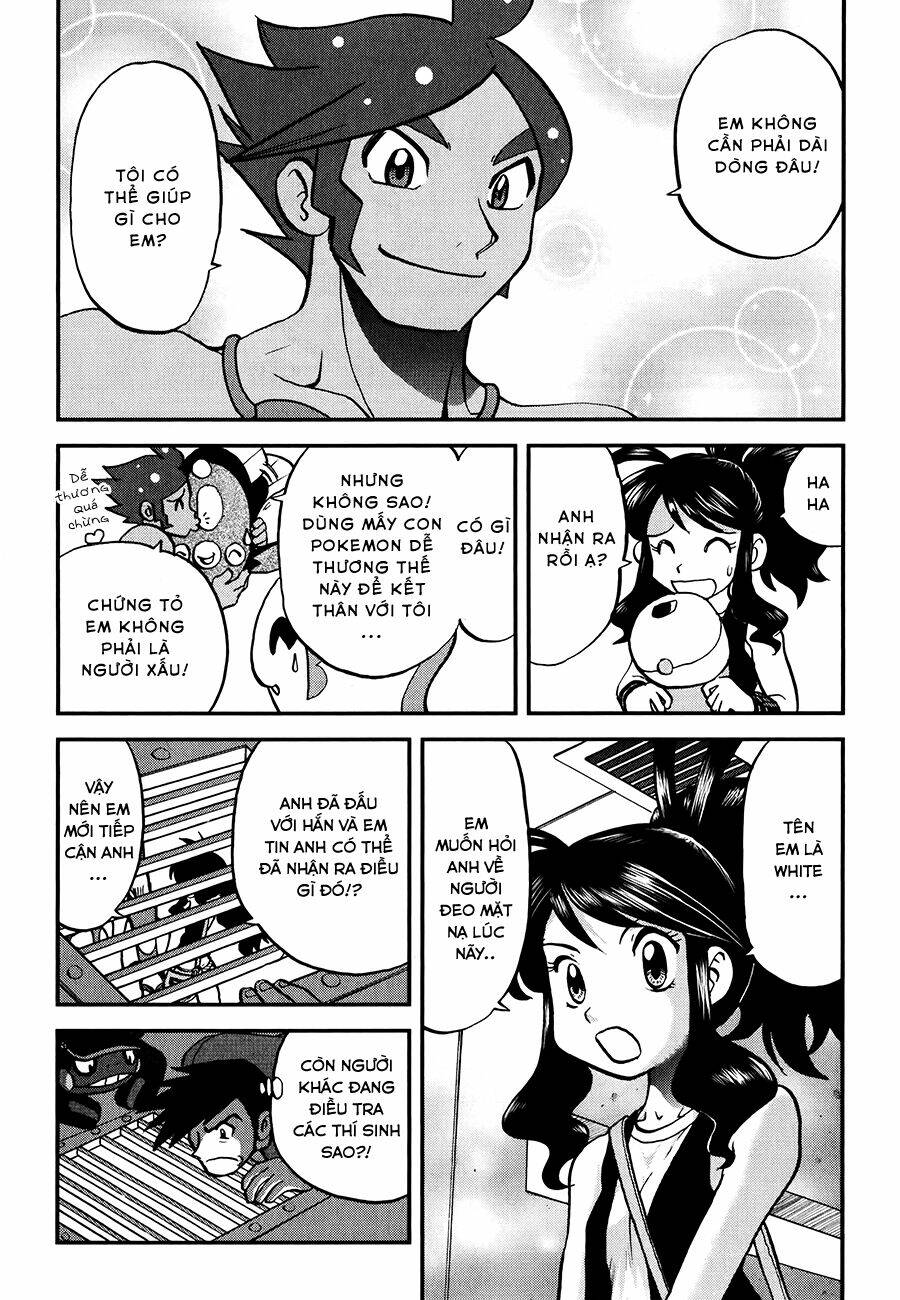 EM KHÔNG
CẦN PHẢI DÀI
DÒNG ĐÂU!
TÔI CÓ
THỂ GIÚP
GÌ CHO
EM?
HA
HA
ANH
NHẬN RA
RỒI Ạ?
CÓ GÌ
ĐÂU!
NHƯNG
KHÔNG SAO!
DÙNG MẤY CON
POKEMON DỄ
THƯƠNG THẾ
NÀY ĐỂ KẾT
THÂN VỚI TÔI
...
Dễ
thương
quá
chừng
CHỨNG TỎ
EM KHÔNG
PHẢI LÀ
NGƯỜI XẤU!
TÊN
EM LÀ
WHITE
...
EM
MUỐN HỎI
ANH VỀ
NGƯỜI
ĐEO MẶT
NẠ LÚC
NÃY..
ANH ĐÃ ĐẤU
VỚI HẮN VÀ EM
TIN ANH CÓ THỂ
ĐÃ NHẬN RA ĐIỀU
GÌ ĐÓ!?
VẬY
NÊN EM
MỚI TIẾP
CẬN ANH
...
CÒN NGƯỜI
KHÁC ĐANG
ĐIỀU TRA
CÁC THÍ SINH
SAO?!